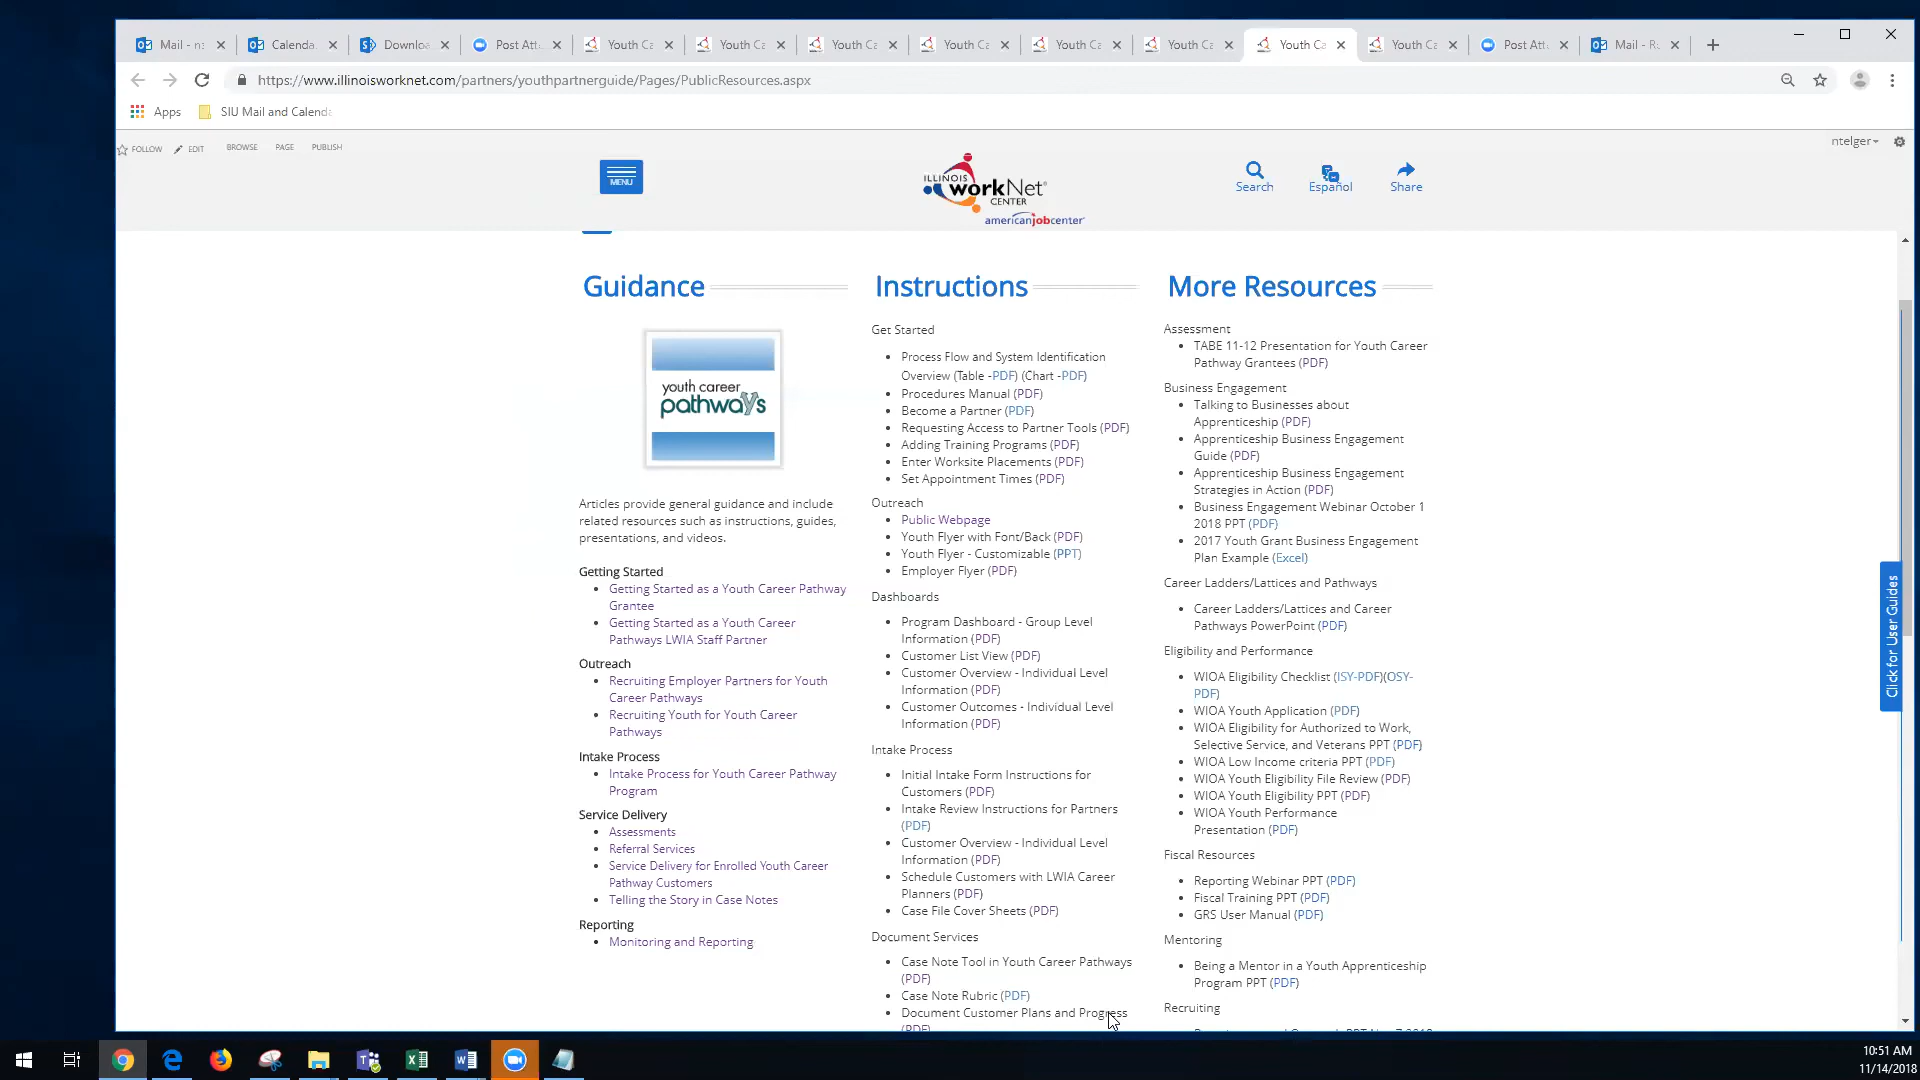 Mail - ns
Calenda
Downloa
Post Att
Youth Ca
Youth Ca
Youth Ca
Youth Ca
Youth Ca
Youth Ca
Youth Ca
Youth Ca
Post Att
Mail - R
https://www.illinoisworknet.com/partners/youthpartnerguide/Pages/PublicResources.aspx
Apps
SIU Mail and Calenda
FOLLOW
EDIT
BROWSE
PAGE
PUBLISH
ntelger
MENU
ILLINOIS
workNet
CENTER
americanjobcenter
Search
Español
Share
Guidance
youth career
pathways
Articles provide general guidance and include
related resources such as instructions, guides,
presentations, and videos.
Getting Started
Getting Started as a Youth Career Pathway
Grantee
Getting Started as a Youth Career
Pathways LWIA Staff Partner
Outreach
Recruiting Employer Partners for Youth
Career Pathways
Recruiting Youth for Youth Career
Pathways
Intake Process
Intake Process for Youth Career Pathway
Program
Service Delivery
Assessments
Referral Services
Service Delivery for Enrolled Youth Career
Pathway Customers
Telling the Story in Case Notes
Reporting
Monitoring and Reporting
Instructions
Get Started
Process Flow and System Identification
Overview (Table -PDF) (Chart -PDF)
Procedures Manual (PDF)
Become a Partner (PDF)
Requesting Access to Partner Tools (PDF)
Adding Training Programs (PDF)
Enter Worksite Placements (PDF)
Set Appointment Times (PDF)
Outreach
Public Webpage
Youth Flyer with Font/Back (PDF)
Youth Flyer - Customizable (PPT)
Employer Flyer (PDF)
Dashboards
Program Dashboard - Group Level
Information (PDF)
Customer List View (PDF)
Customer Overview - Individual Level
Information (PDF)
Customer Outcomes - Individual Level
Information (PDF)
Intake Process
Initial Intake Form Instructions for
Customers (PDF)
Intake Review Instructions for Partners
(PDF)
Customer Overview - Individual Level
Information (PDF)
Schedule Customers with LWIA Career
Planners (PDF)
Case File Cover Sheets (PDF)
Document Services
Case Note Tool in Youth Career Pathways
(PDF)
Case Note Rubric (PDF)
Document Customer Plans and Progress
(PDF)
More Resources
Assessment
TABE 11-12 Presentation for Youth Career
Pathway Grantees (PDF)
Business Engagement
Talking to Businesses about
Apprenticeship (PDF)
Apprenticeship Business Engagement
Guide (PDF)
Apprenticeship Business Engagement
Strategies in Action (PDF)
Business Engagement Webinar October 1
2018 PPT (PDF)
2017 Youth Grant Business Engagement
Plan Example (Excel)
Career Ladders/Lattices and Pathways
Career Ladders/Lattices and Career
Pathways PowerPoint (PDF)
Eligibility and Performance
WIOA Eligibility Checklist (ISY-PDF)(OSY-
PDF)
WIOA Youth Application (PDF)
WIOA Eligibility for Authorized to Work,
Selective Service, and Veterans PPT (PDF)
WIOA Low Income criteria PPT (PDF)
WIOA Youth Eligibility File Review (PDF)
WIOA Youth Eligibility PPT (PDF)
WIOA Youth Performance
Presentation (PDF)
Fiscal Resources
Reporting Webinar PPT (PDF)
Fiscal Training PPT (PDF)
GRS User Manual (PDF)
Mentoring
Being a Mentor in a Youth Apprenticeship
Program PPT (PDF)
Recruiting
Click for User Guides
10:51 AM
11/14/2018